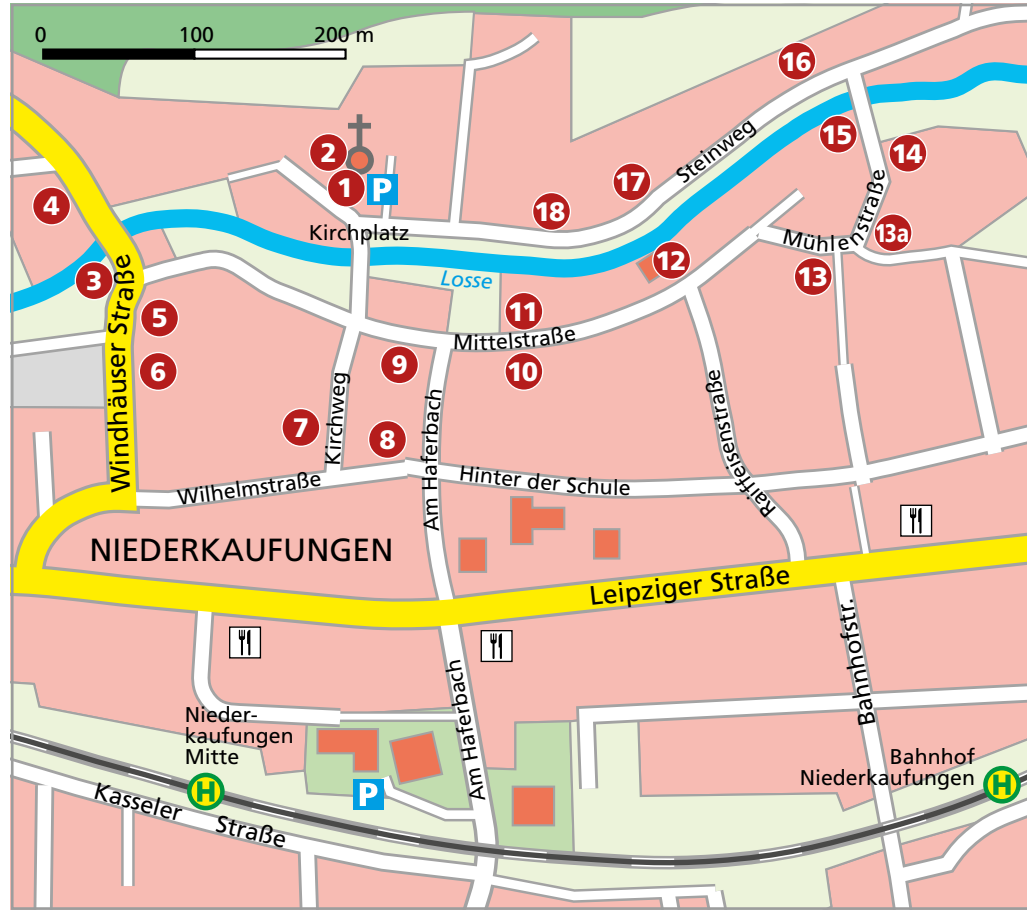 0 100 200 m
16
15
14
2
1
P
17
Steinweg
4
18
Kirchplatz
Mühlenstraße
13a
13
12
3
Losse
5
11
Mittelstraße
6
9
10
Windhäuser Straße
7
Kirchweg
8
Am Haferbach
Raiffeisenstraße
Wilhelmstraße
Hinter der Schule
NIEDERKAUFUNGEN
Leipziger Straße
Bahnhofstr.
Am Haferbach
Nieder-
kaufungen
Mitte
H
P
Bahnhof
Niederkaufungen
H
Kasseler Straße